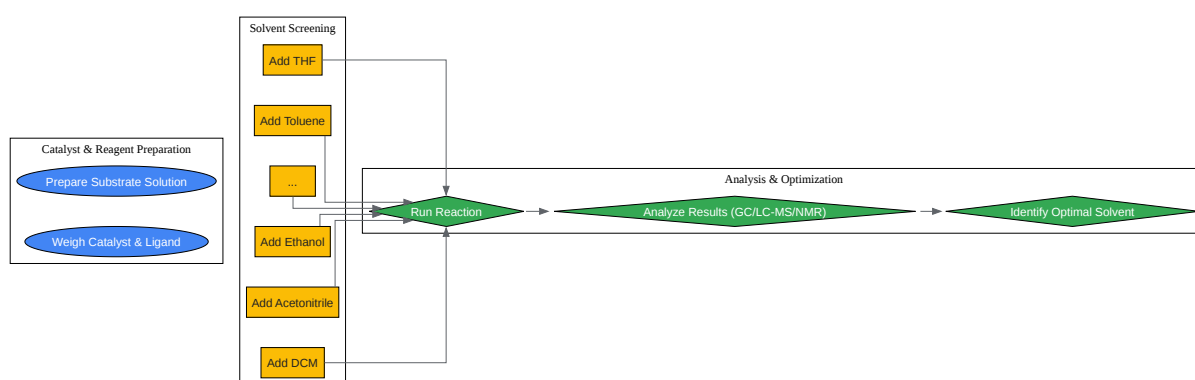 Catalyst & Reagent Preparation
Prepare Substrate Solution
Weigh Catalyst & Ligand
Solvent Screening
Add THF
Add Toluene
...
Add Ethanol
Add Acetonitrile
Add DCM
Analysis & Optimization
Run Reaction
Analyze Results (GC/LC-MS/NMR)
Identify Optimal Solvent